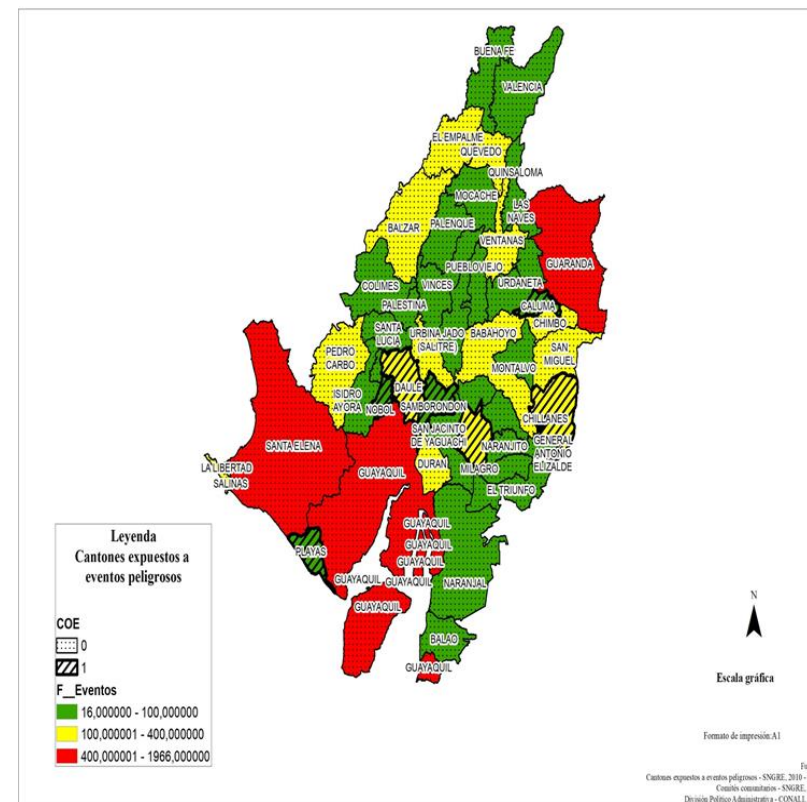 BUENA FE
VALENCIA
EL EMPALME
QUEVEDO
QUINSALOMA
MOCACHE
LAS
NAVES
PALENQUE
BALZAR
VENTANAS
GUARANDA
PUEBLOVIEJO
COLIMES
VINCES
URDANETA
PALESTINA
CALUMA
CHIMBO
SANTA
LUCIA
URBINA JADO
(SALITRE)
BABAHOYO
PEDRO
CARBO
SAN
MIGUEL
MONTALVO
DAULE
ISIDRO
AYORA
NOBOL
SAMBORONDON
CHILLANES
SAN JACINTO
DE YAGUACHI
NARANJITO
GENERAL
ANTONIO
ELIZALDE
SANTA ELENA
LA LIBERTAD
SALINAS
GUAYAQUIL
DURAN
MILAGRO
EL TRIUNFO
GUAYAQUIL
GUAYAQUIL
GUAYAQUIL
PLAYAS
GUAYAQUIL
GUAYAQUIL
NARANJAL
GUAYAQUIL
BALAO
GUAYAQUIL
Leyenda
Cantones expuestos a
eventos peligrosos
COE
0
1
F__Eventos
16,000000 - 100,000000
100,000001 - 400,000000
400,000001 - 1966,000000
N
Escala gráfica
Formato de impresión:A1
Fu
Cantones expuestos a eventos peligrosos - SNGRE, 2010 -
Comités comunitarios - SNGRE,
División Político Administrativa - CONALI,